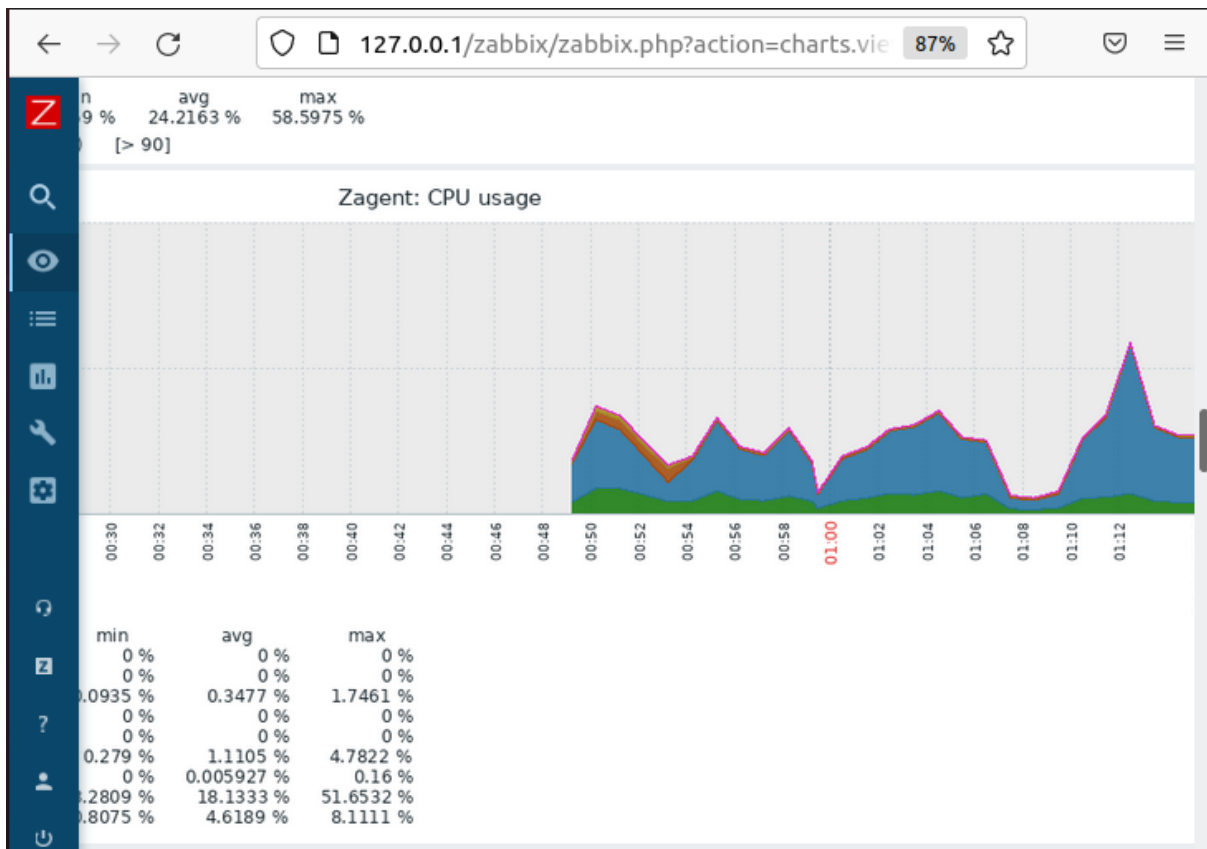 127.0.0.1/zabbix/zabbix.php?action=charts.vie 87%
Z
n avg max
9 % 24.2163 % 58.5975 %
) [> 90]
Zagent: CPU usage
00:30 00:32 00:34 00:36 00:38 00:40 00:42 00:44 00:46 00:48 00:50 00:52 00:54 00:56 00:58 01:00 01:02 01:04 01:06 01:08 01:10 01:12
min avg max
0 % 0 % 0 %
0 % 0 % 0 %
.0935 % 0.3477 % 1.7461 %
0 % 0 % 0 %
0 % 0 % 0 %
0.279 % 1.1105 % 4.7822 %
0 % 0.005927 % 0.16 %
.2809 % 18.1333 % 51.6532 %
.8075 % 4.6189 % 8.1111 %
Z
?